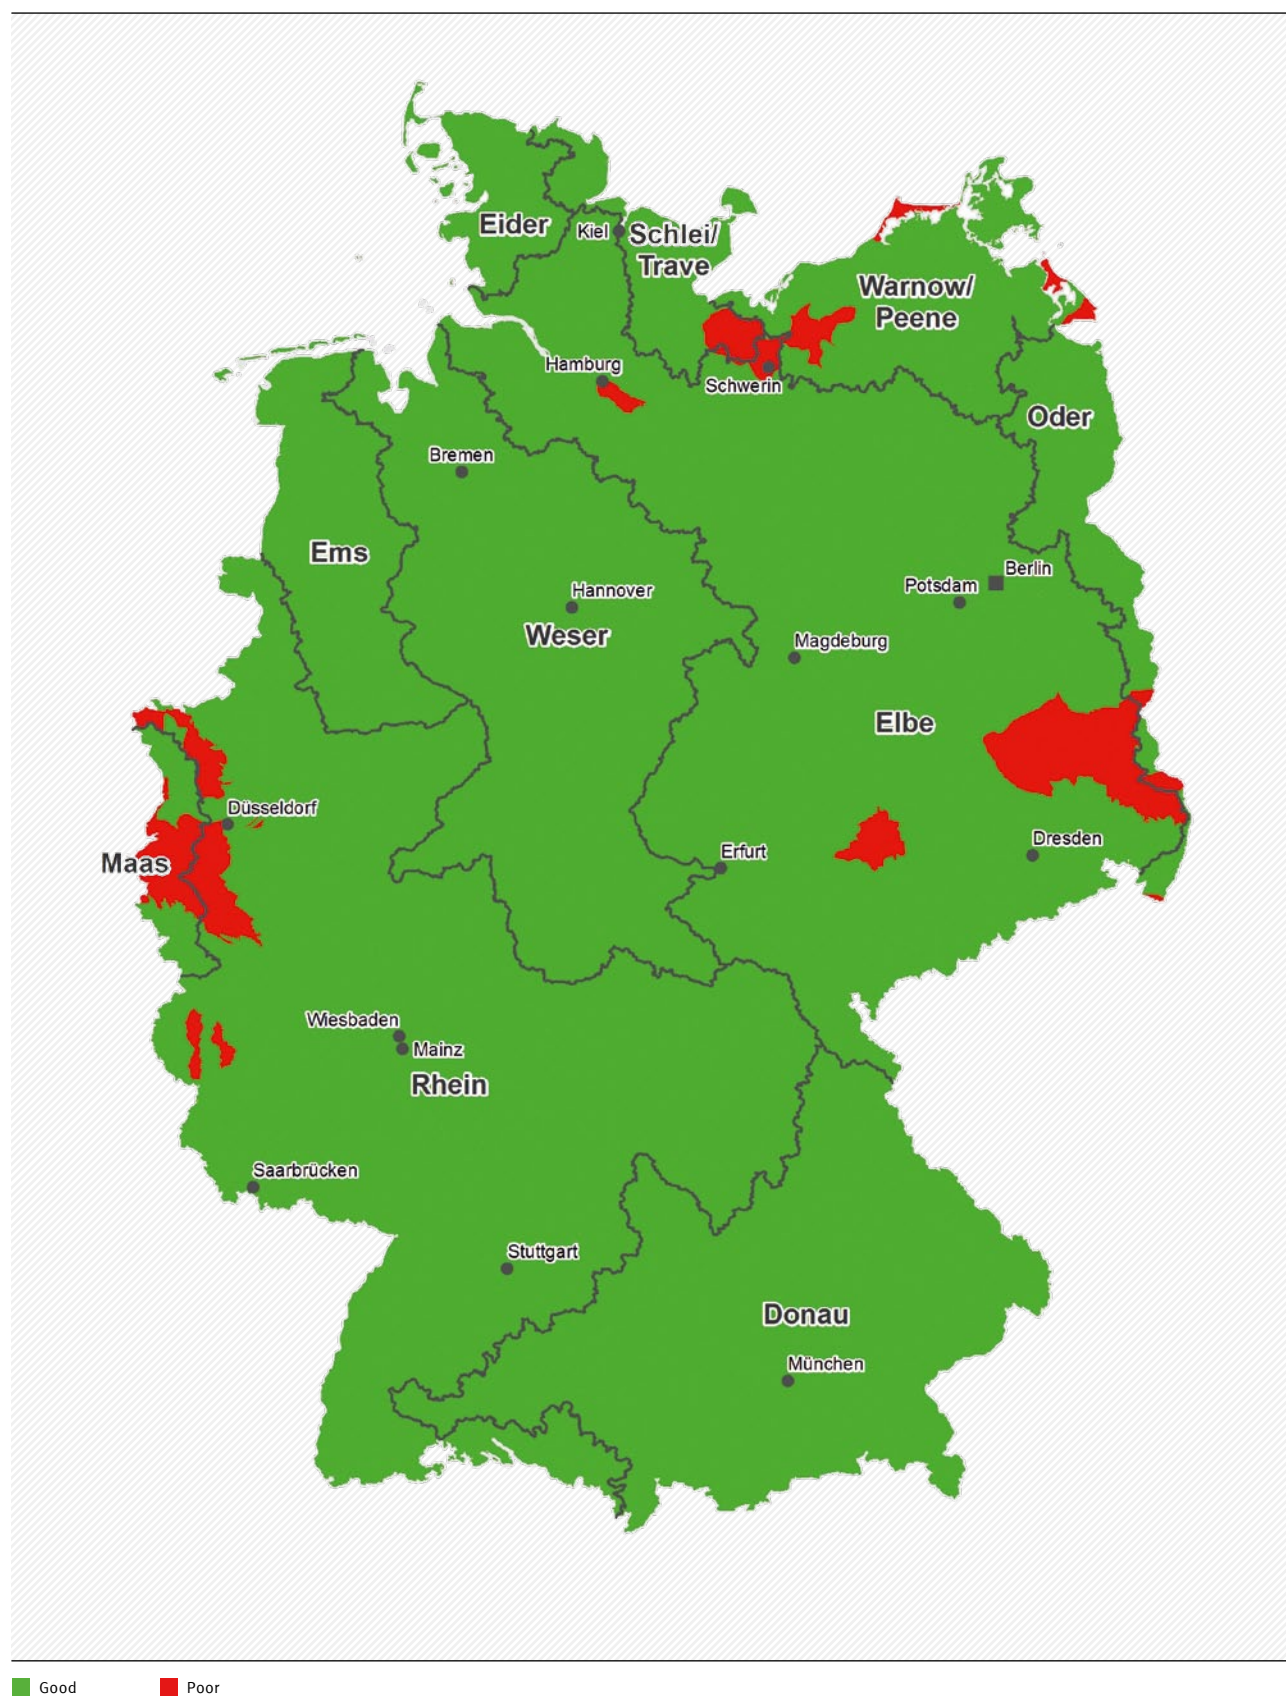 Eider
Kiel
Schlei/
Trave
Warnow/
Peene
Hamburg
Schwerin
Oder
Bremen
Ems
Berlin
Potsdam
Hannover
Weser
Magdeburg
Elbe
Düsseldorf
Dresden
Maas
Erfurt
Wiesbaden
Mainz
Rhein
Saarbrücken
Stuttgart
Donau
München
Good
Poor